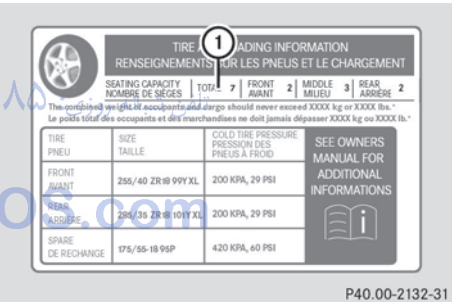 1
TIRE AND LOADING INFORMATION
RENSEIGNEMENTS SUR LES PNEUS ET LE CHARGEMENT
SEATING CAPACITY TOTAL 7 FRONT 2 MIDDLE 3 REAR 2
NOMBRE DE SIÈGES AVANT MILIEU ARRIÈRE
The combined weight of occupants and cargo should never exceed XXXX kg or XXXX lbs.*
Le poids total des occupants et des marchandises ne doit jamais dépasser XXXX kg ou XXXX lb.*
TIRE SIZE COLD TIRE PRESSURE
PNEU TAILLE PRESSION DES
PNEUS À FROID
FRONT
AVANT 255/40 ZR18 99Y XL 200 KPA, 29 PSI
REAR
ARRIÈRE 285/35 ZR18 101Y XL 200 KPA, 29 PSI
SPARE
DE RECHANGE 175/55-18 95P 420 KPA, 60 PSI
SEE OWNERS
MANUAL FOR
ADDITIONAL
INFORMATIONS
i
os.com
P40.00-2132-31